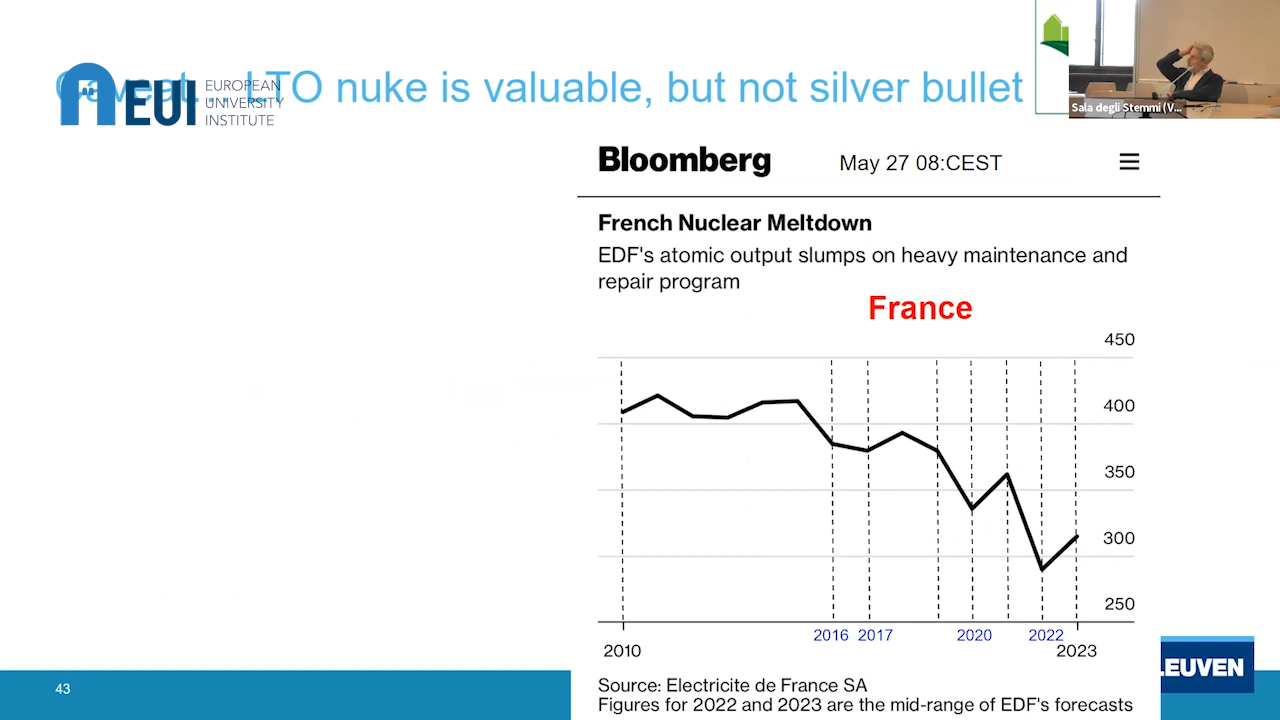 LTO nuke is valuable, but not silver bullet
EUI
EUROPEAN
UNIVERSITY
INSTITUTE
Sala degli Stemmi (V...
Bloomberg
May 27 08:CEST
French Nuclear Meltdown
EDF's atomic output slumps on heavy maintenance and
repair program
France
450
400
350
300
250
2016 2017 2020 2022
2010 2023
Source: Electricite de France SA
Figures for 2022 and 2023 are the mid-range of EDF's forecasts
43
LEUVEN